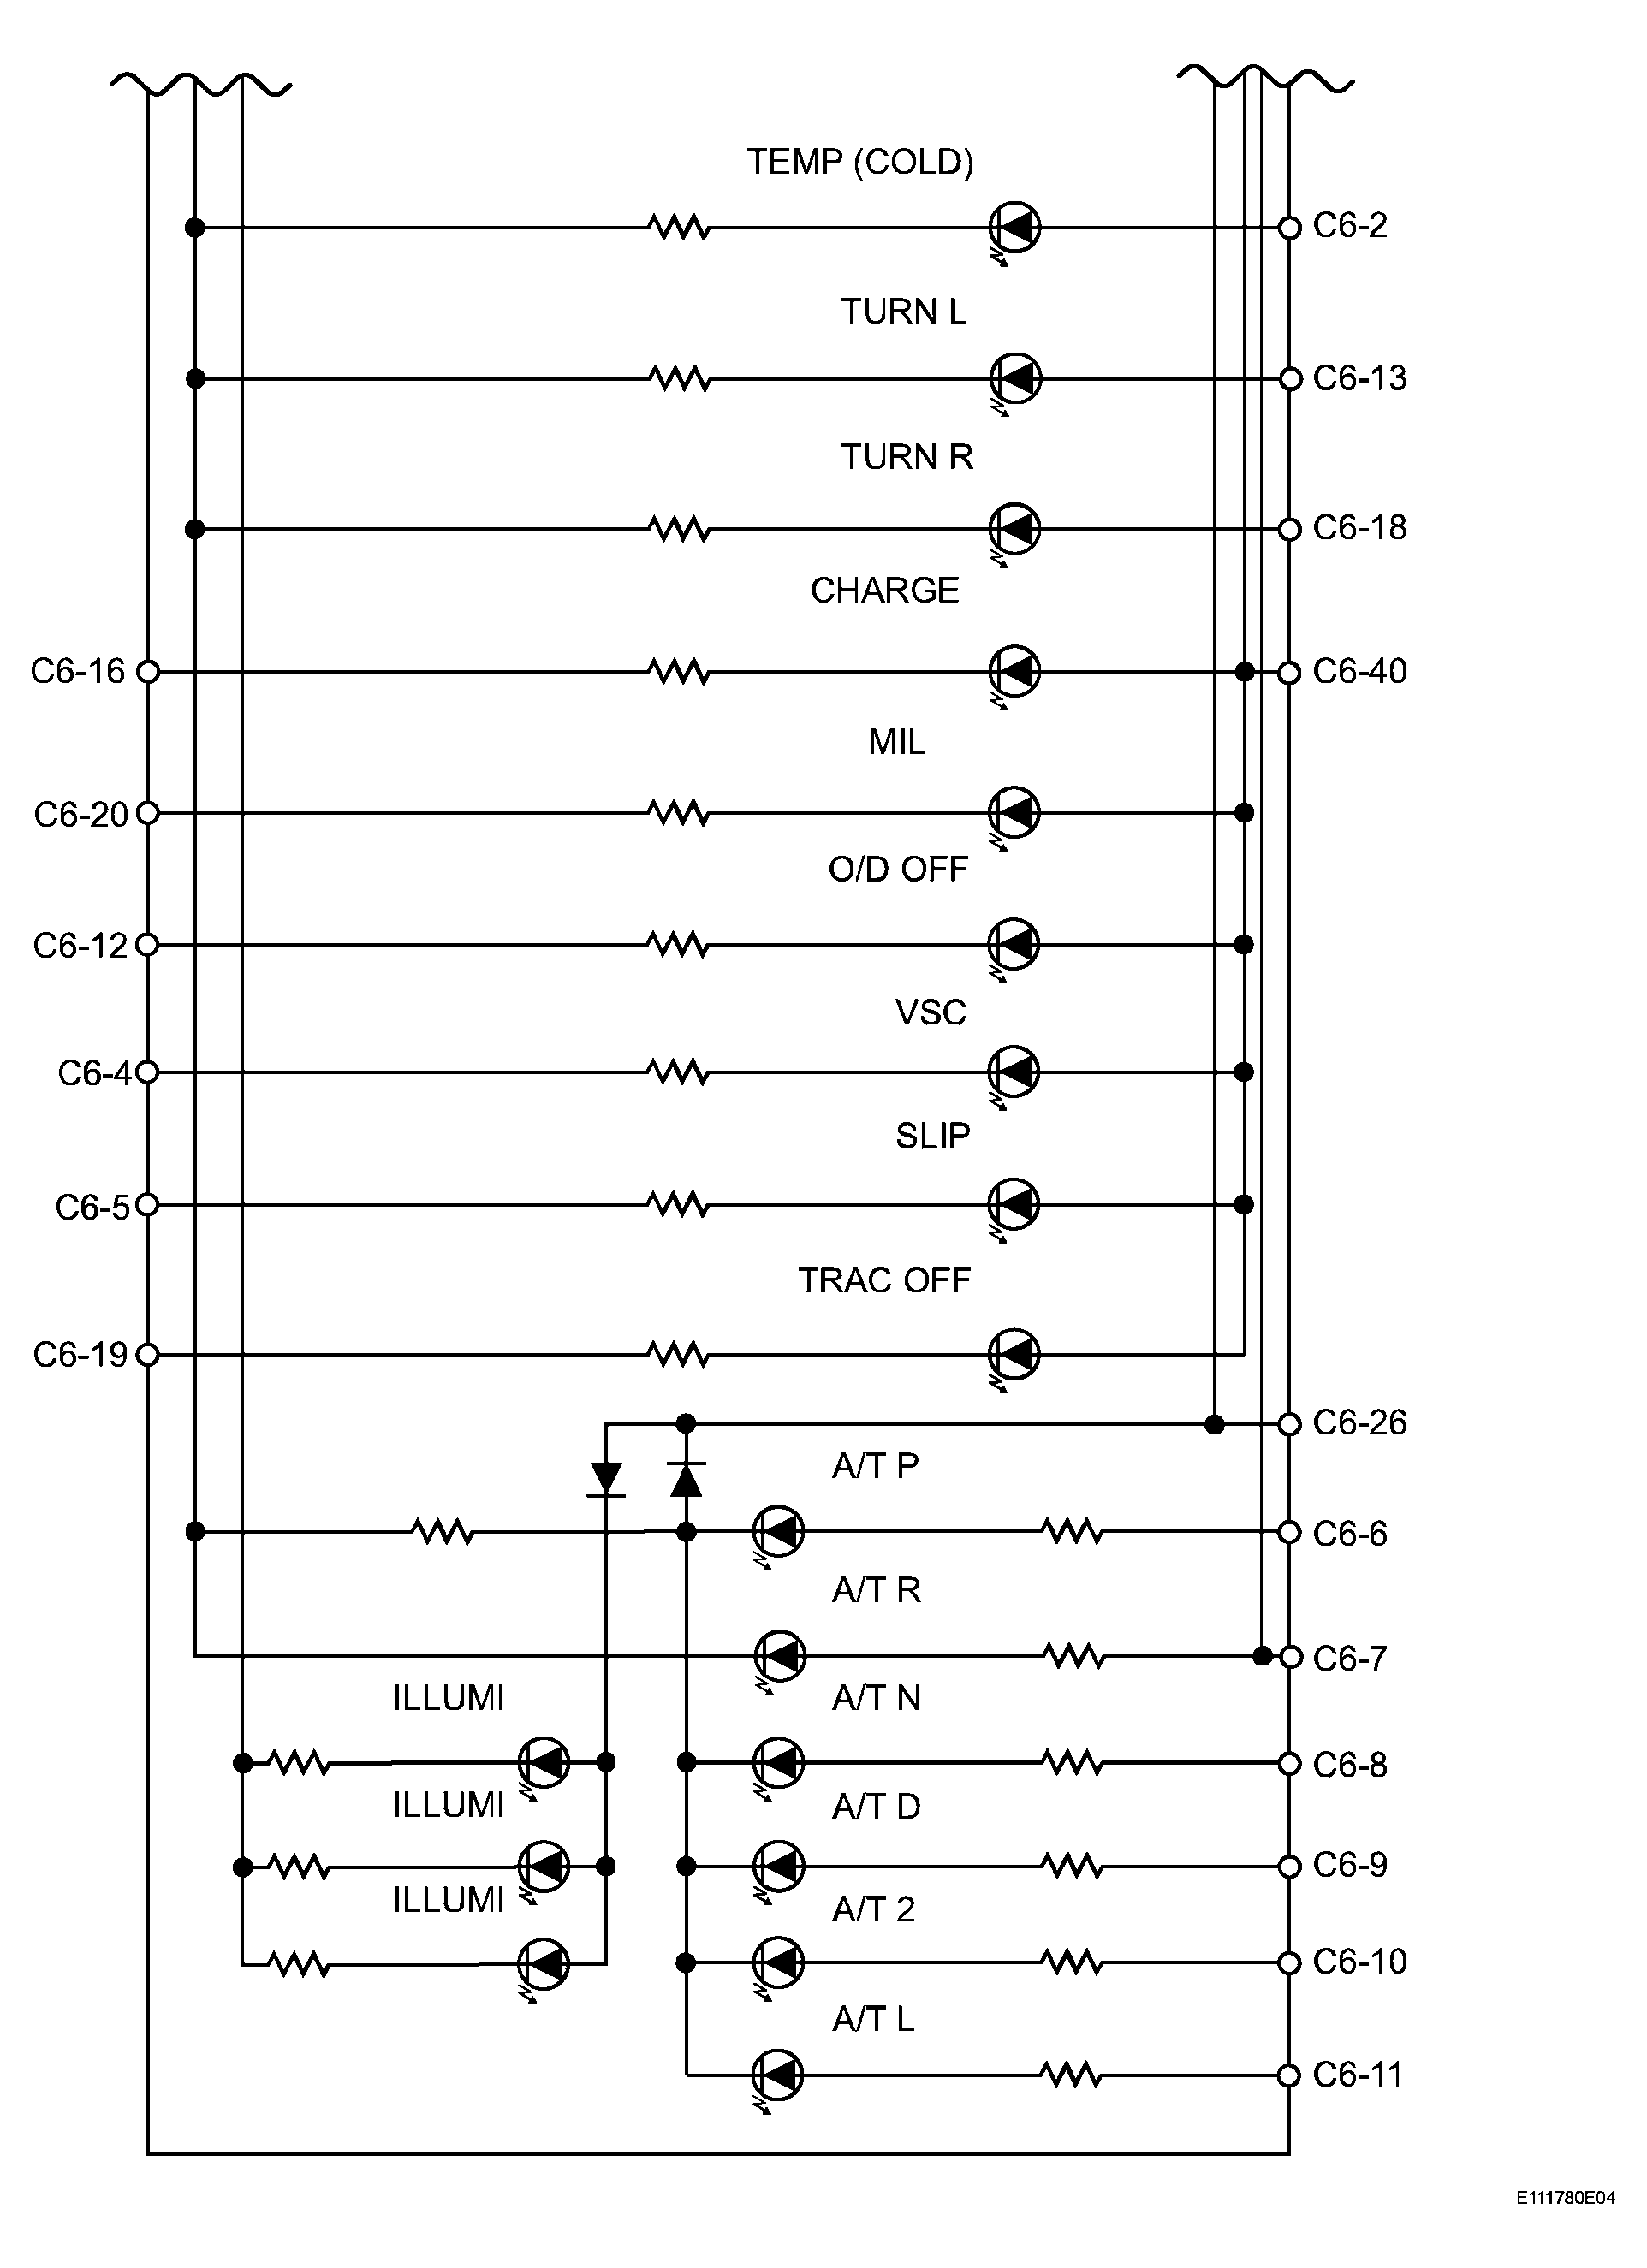 TEMP (COLD)
C6-2
TURN L
C6-13
TURN R
C6-18
CHARGE
C6-16
C6-40
MIL
C6-20
O/D OFF
C6-12
VSC
C6-4
SLIP
C6-5
TRAC OFF
C6-19
C6-26
A/T P
C6-6
A/T R
C6-7
ILLUMI
A/T N
C6-8
ILLUMI
A/T D
C6-9
ILLUMI
A/T 2
C6-10
A/T L
C6-11
E111780E04